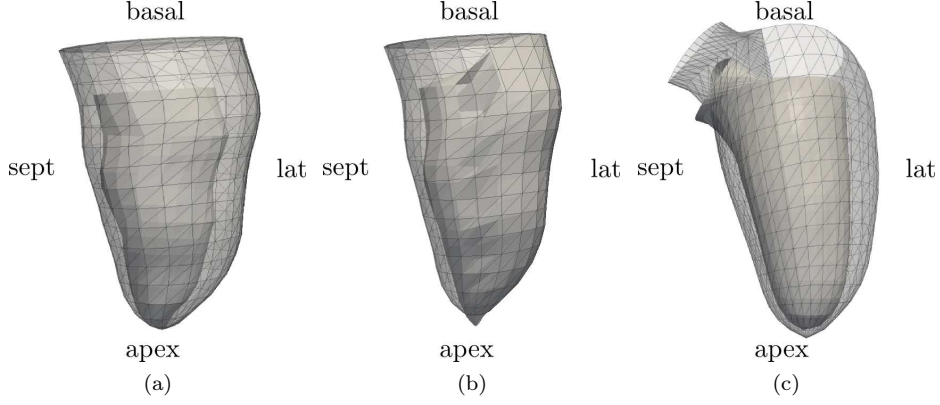 basal basal basal
sept lat sept lat sept lat
apex apex apex
(a) (b) (c)